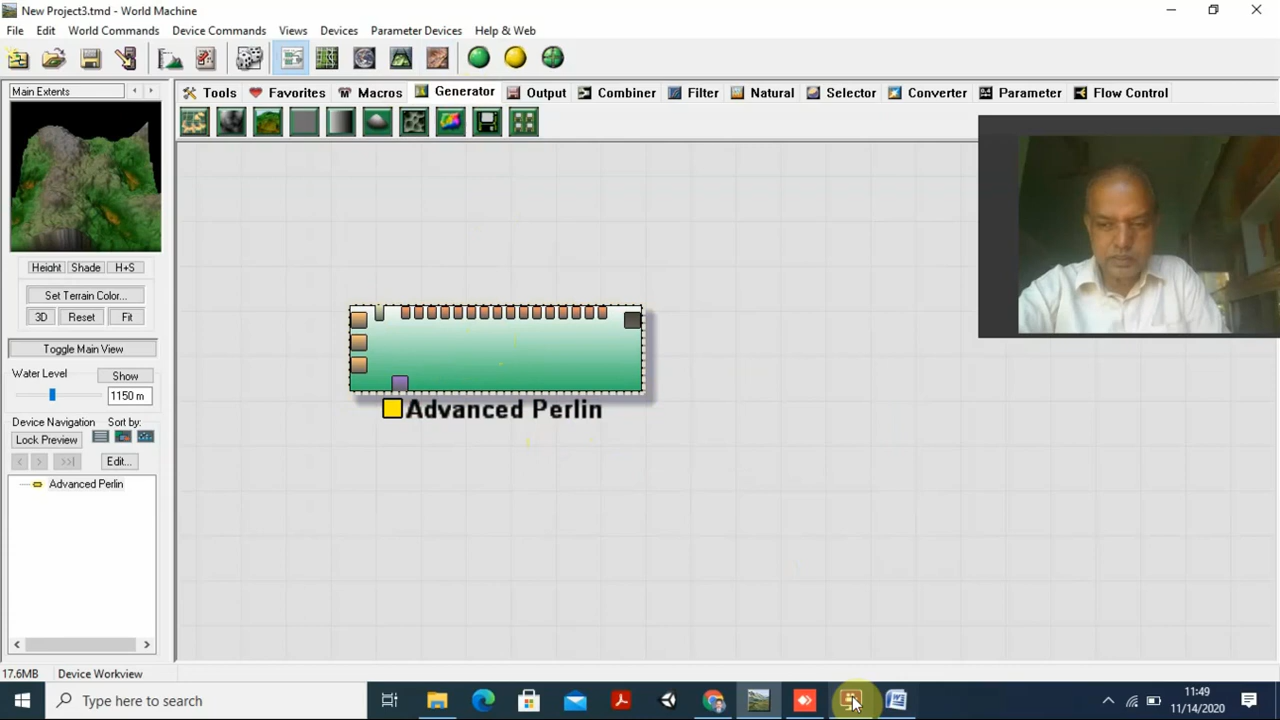 New Project3.tmd - World Machine
File Edit World Commands Device Commands Views Devices Parameter Devices Help & Web
Main Extents
Tools Favorites Macros Generator Output Combiner Filter Natural Selector Converter Parameter Flow Control
Height Shade H+S
Set Terrain Color...
3D Reset Fit
Toggle Main View
Water Level Show
1150 m
Device Navigation Sort by:
Lock Preview
Edit...
Advanced Perlin
Advanced Perlin
17.6MB Device Workview
Type here to search
11:49
11/14/2020